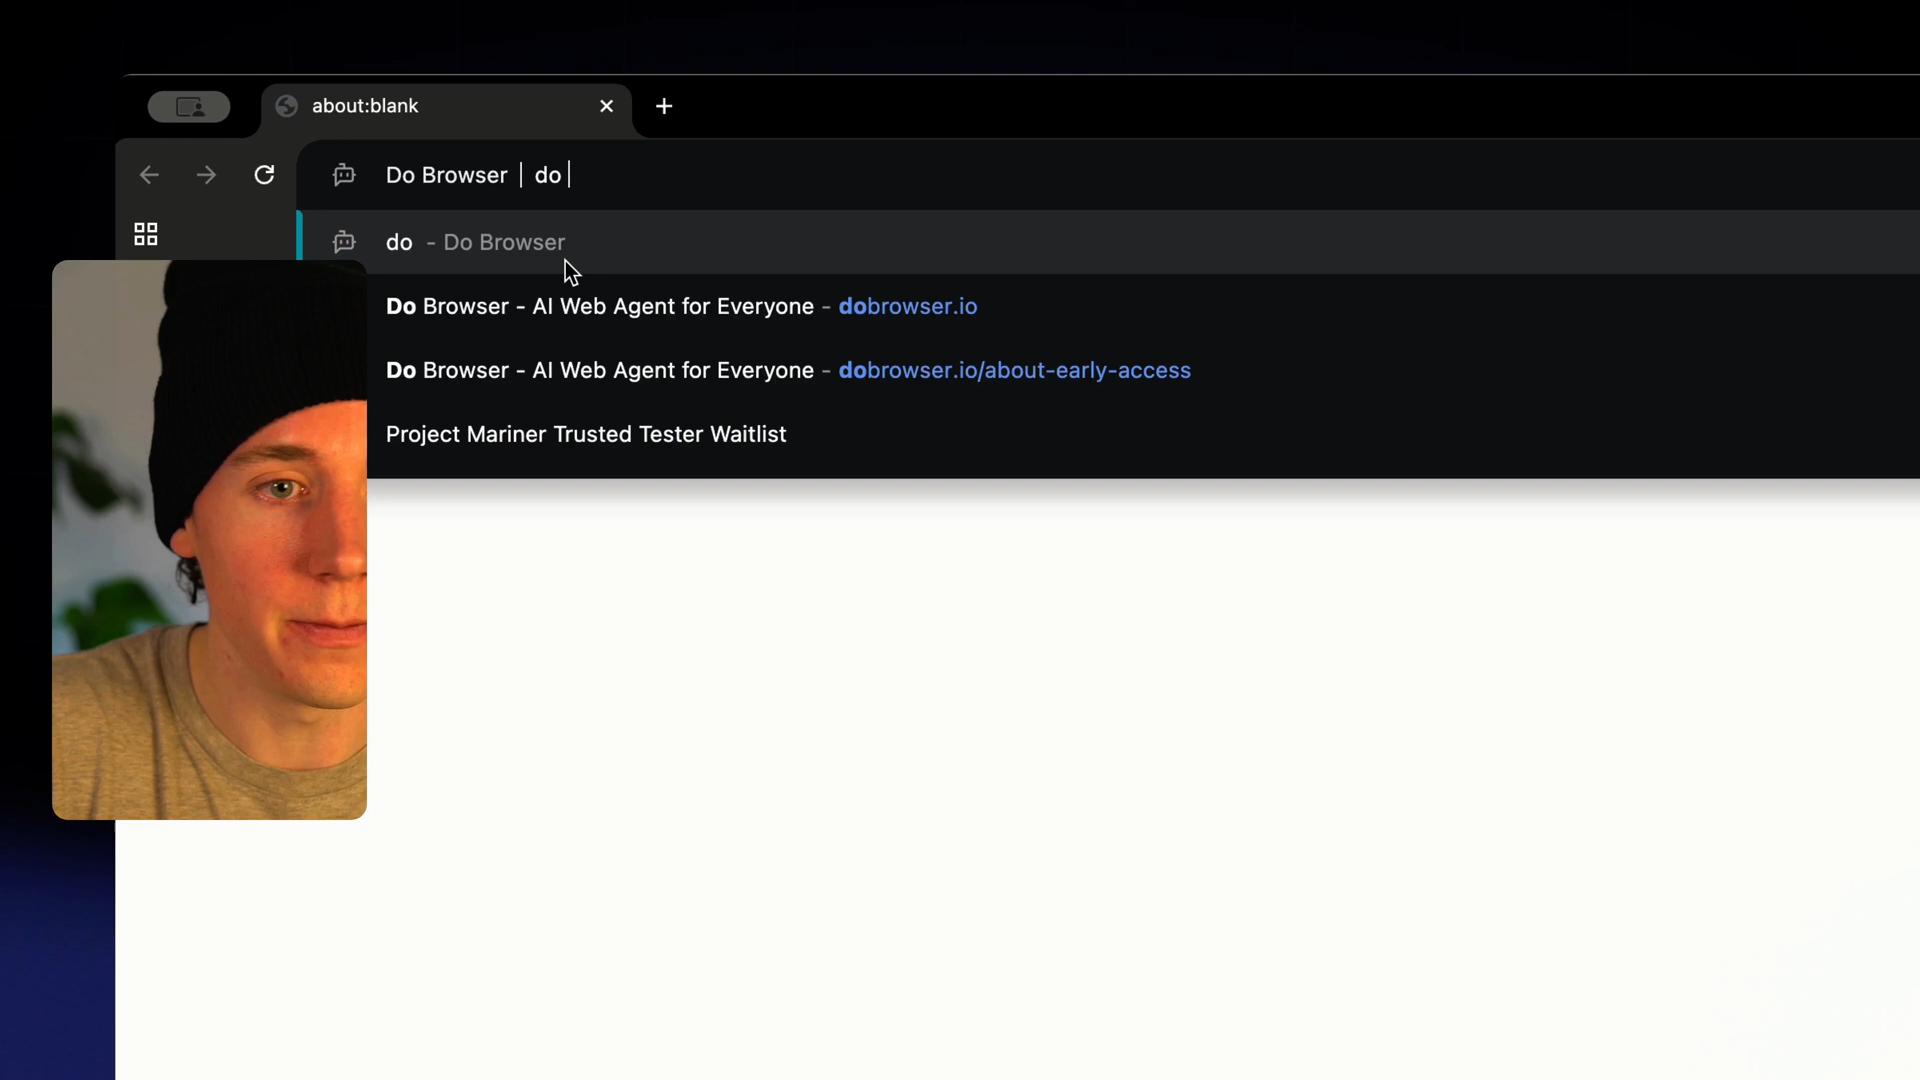 about:blank
Do Browser | do
do - Do Browser
Do Browser - AI Web Agent for Everyone - dobrowser.io
Do Browser - AI Web Agent for Everyone - dobrowser.io/about-early-access
Project Mariner Trusted Tester Waitlist